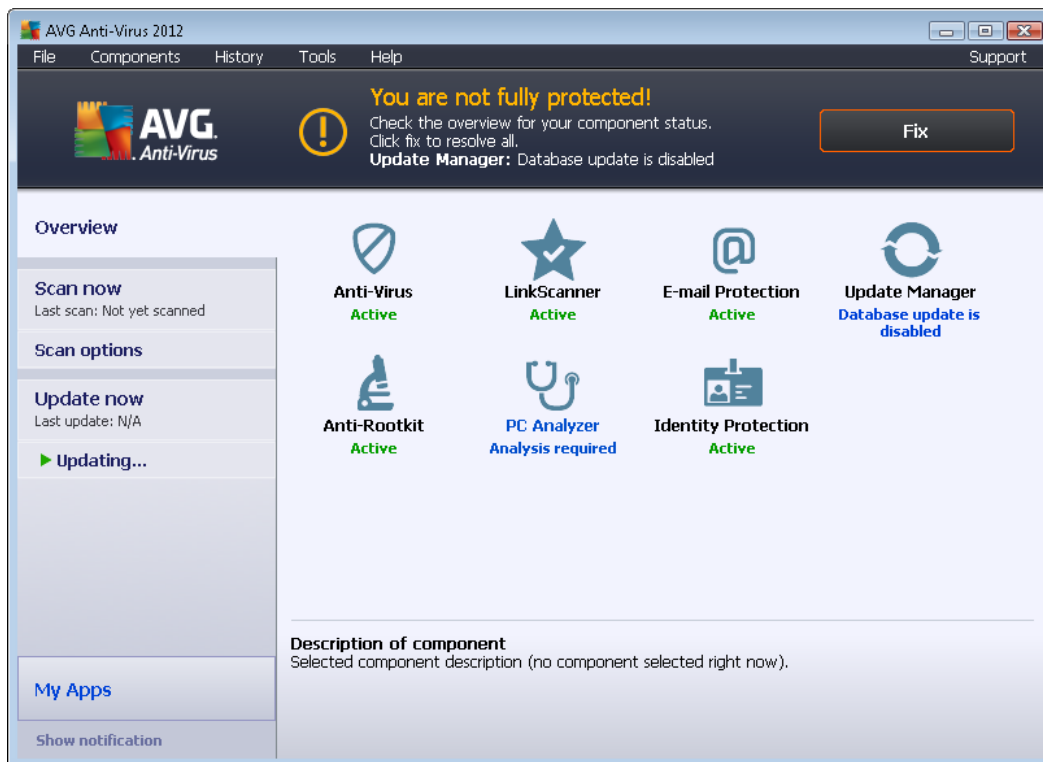 AVG Anti-Virus 2012
File Components History Tools Help Support
AVG.
Anti-Virus
You are not fully protected!
Check the overview for your component status.
Click fix to resolve all.
Update Manager: Database update is disabled
Fix
Overview
Scan now
Last scan: Not yet scanned
Scan options
Update now
Last update: N/A
Updating...
My Apps
Show notification
Anti-Virus
Active
LinkScanner
Active
E-mail Protection
Active
Update Manager
Database update is
disabled
Anti-Rootkit
Active
PC Analyzer
Analysis required
Identity Protection
Active
Description of component
Selected component description (no component selected right now).